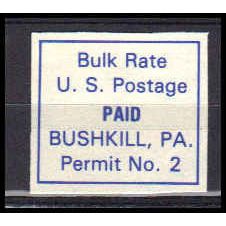 Bulk Rate
U. S. Postage
PAID
BUSHKILL, PA.
Permit No. 2